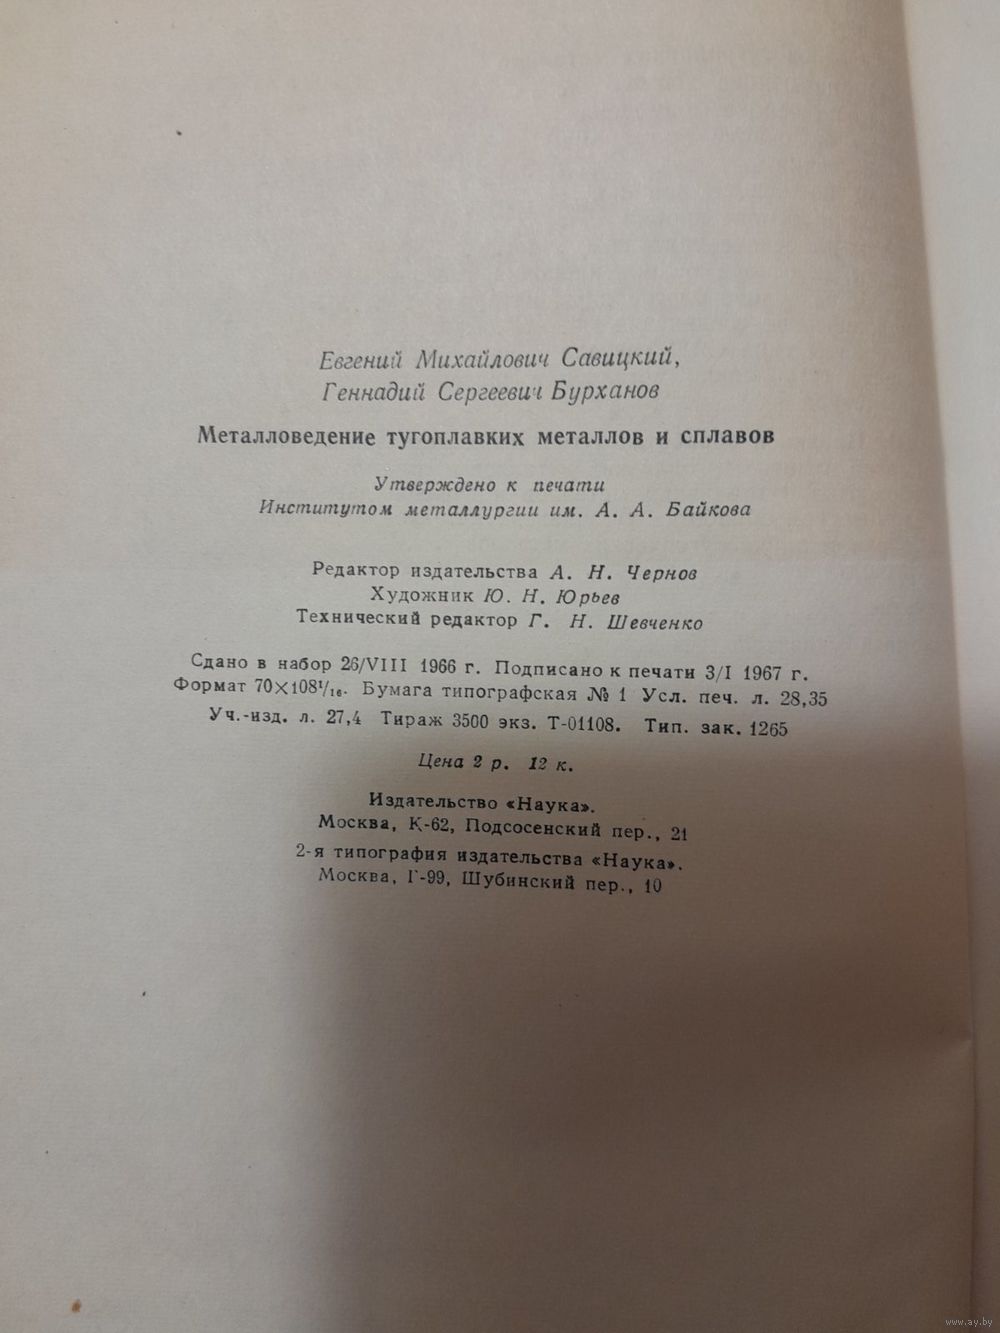 Евгений Михайлович Савицкий,
Геннадий Сергеевич Бурханов
Металловедение тугоплавких металлов и сплавов
Утверждено к печати
Институтом металлургии им. А. А. Байкова
Редактор издательства А. Н. Чернов
Художник Ю. Н. Юрьев
Технический редактор Г. Н. Шевченко
Сдано в набор 26/VIII 1966 г. Подписано к печати 3/I 1967 г.
Формат 70×108¹/₁₆. Бумага типографская № 1 Усл. печ. л. 28,35
Уч.-изд. л. 27,4 Тираж 3500 экз. Т-01108. Тип. зак. 1265
Цена 2 р. 12 к.
Издательство «Наука».
Москва, К-62, Подсосенский пер., 21
2-я типография издательства «Наука».
Москва, Г-99, Шубинский пер., 10
www.ay.by